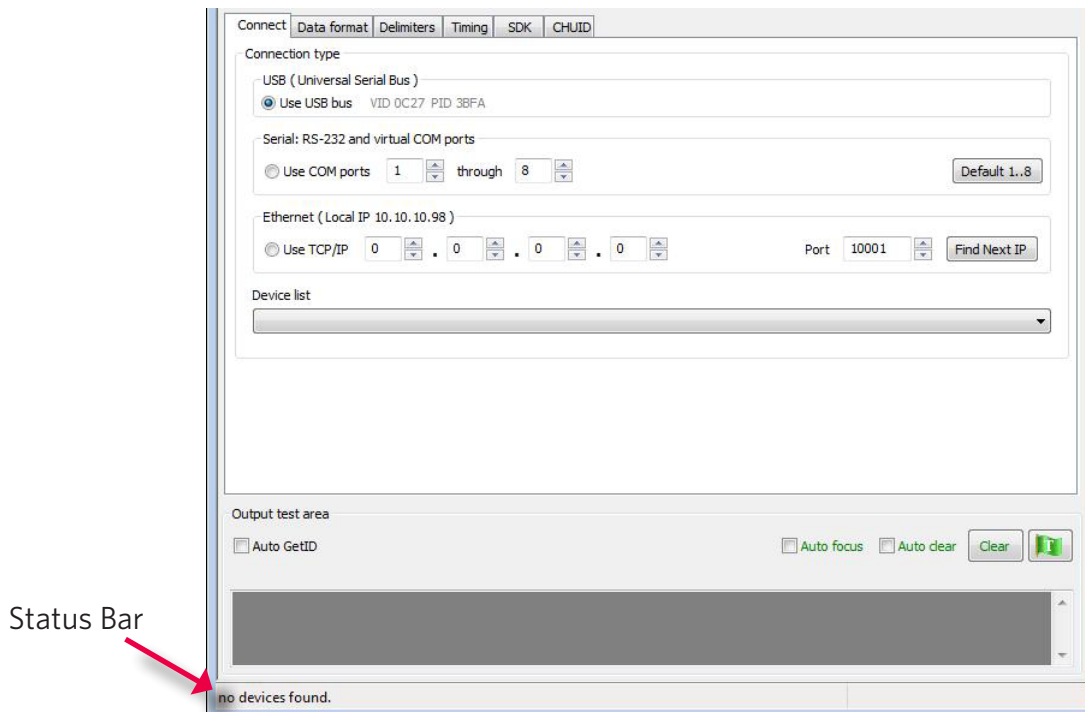 Connect Data format Delimiters Timing SDK CHUID
Connection type
USB ( Universal Serial Bus )
Use USB bus VID 0C27 PID 3BFA
Serial: RS-232 and virtual COM ports
Use COM ports 1 through 8 Default 1..8
Ethernet ( Local IP 10.10.10.98 )
Use TCP/IP 0 . 0 . 0 . 0 Port 10001 Find Next IP
Device list
Output test area
Auto GetID Auto focus Auto clear Clear T
Status Bar
no devices found.